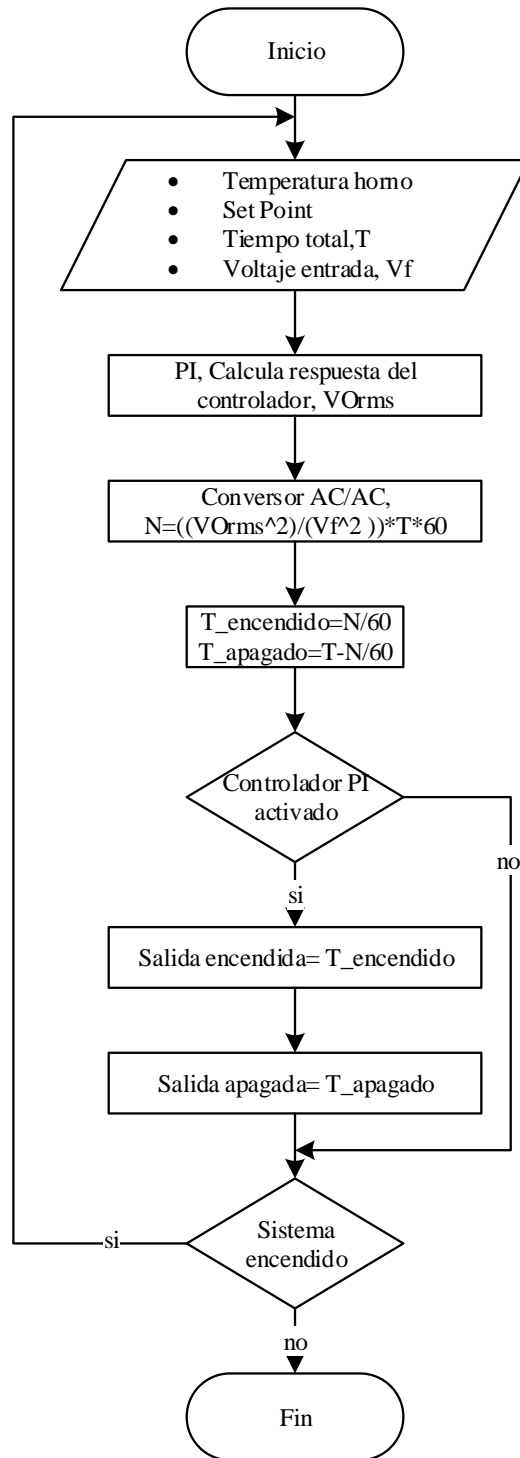 Inicio
• Temperatura horno
• Set Point
• Tiempo total,T
• Voltaje entrada, Vf
PI, Calcula respuesta del
controlador, VOrms
Conversor AC/AC,
N=((VOrms^2)/(Vf^2 ))*T*60
T_encendido=N/60
T_apagado=T-N/60
Controlador PI
activado
no
si
Salida encendida= T_encendido
Salida apagada= T_apagado
Sistema
encendido
si
no
Fin